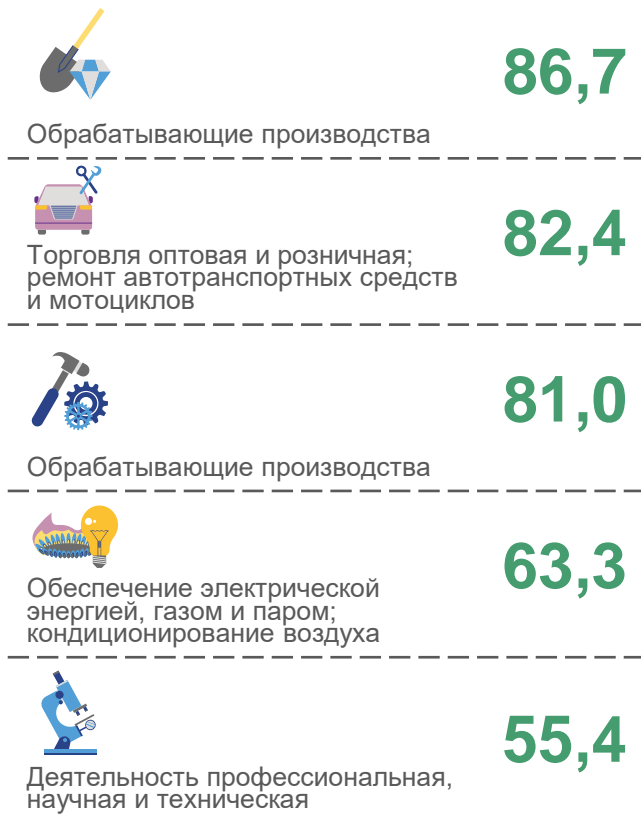 86,7
Обрабатывающие производства
82,4
Торговля оптовая и розничная;
ремонт автотранспортных средств
и мотоциклов
81,0
Обрабатывающие производства
63,3
Обеспечение электрической
энергией, газом и паром;
кондиционирование воздуха
55,4
Деятельность профессиональная,
научная и техническая